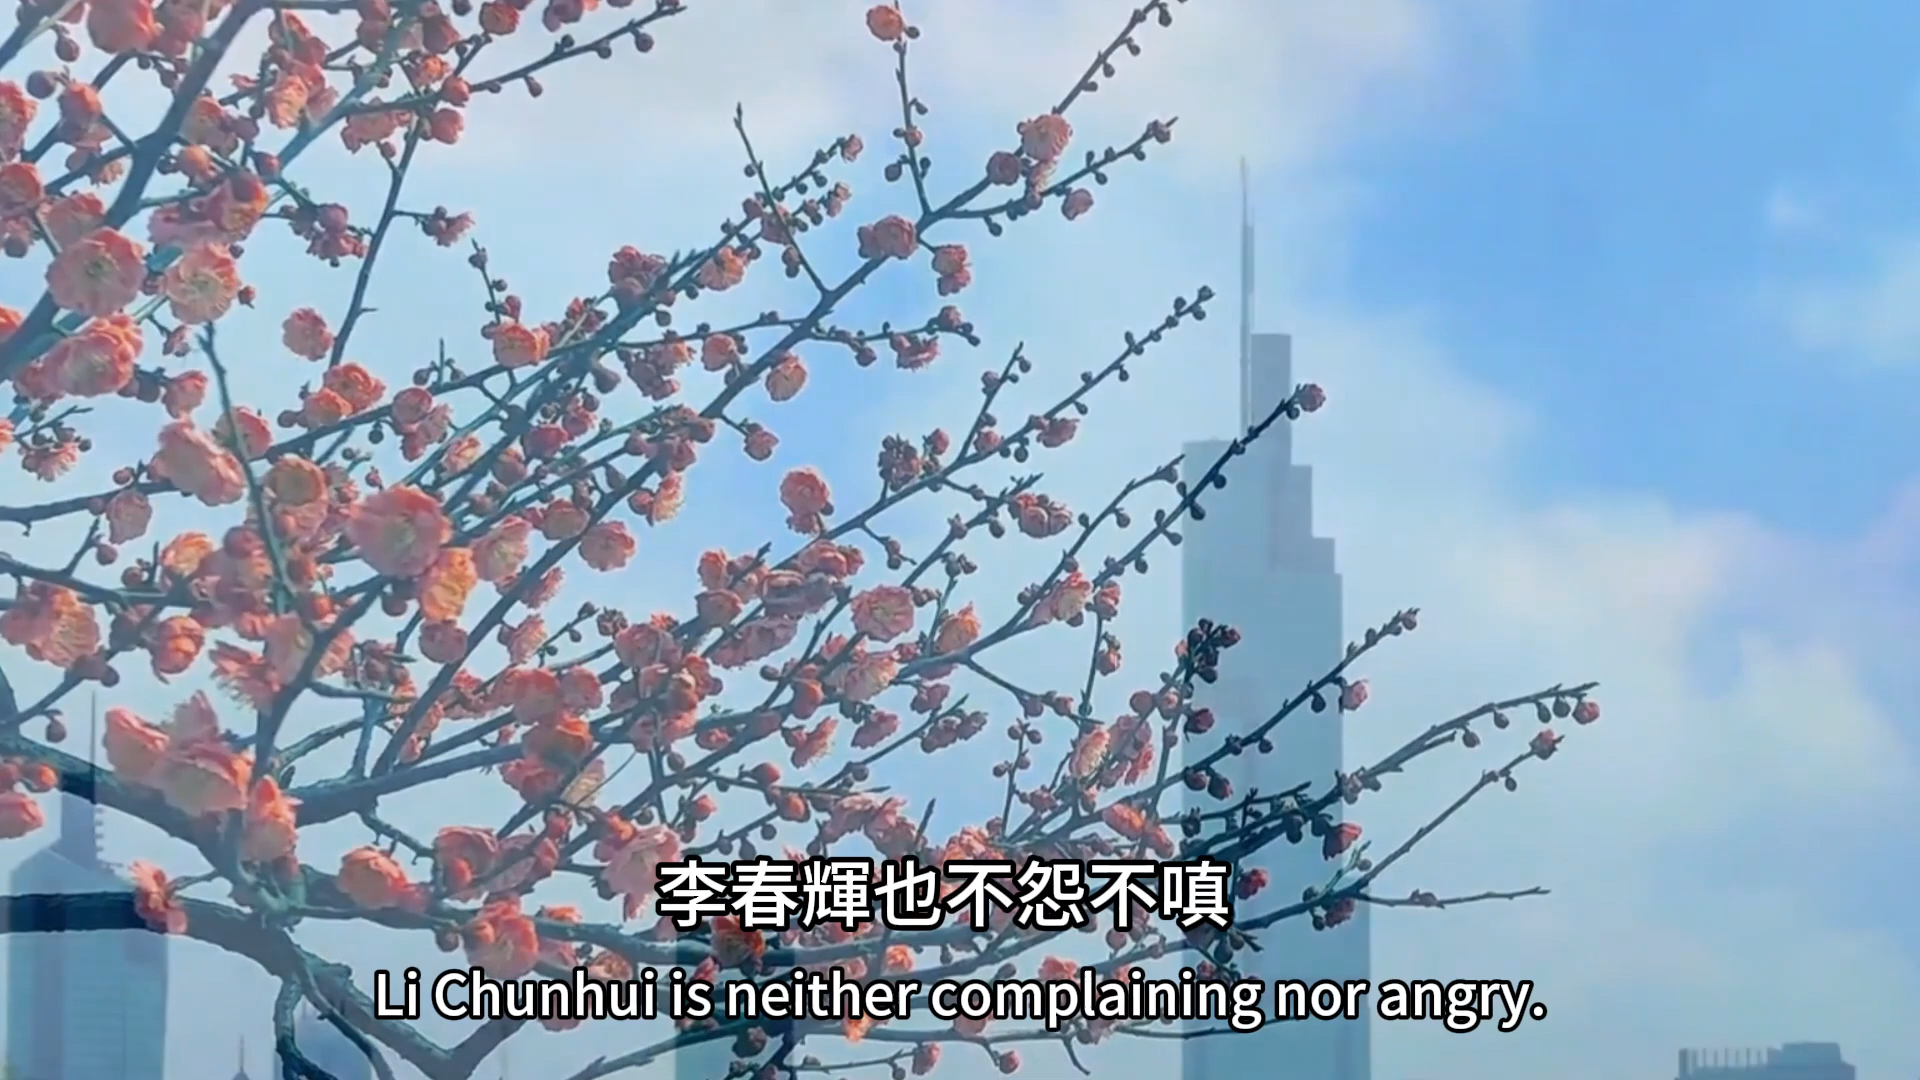 李春輝也不怨不嗔
Li Chunhui is neither complaining nor angry.